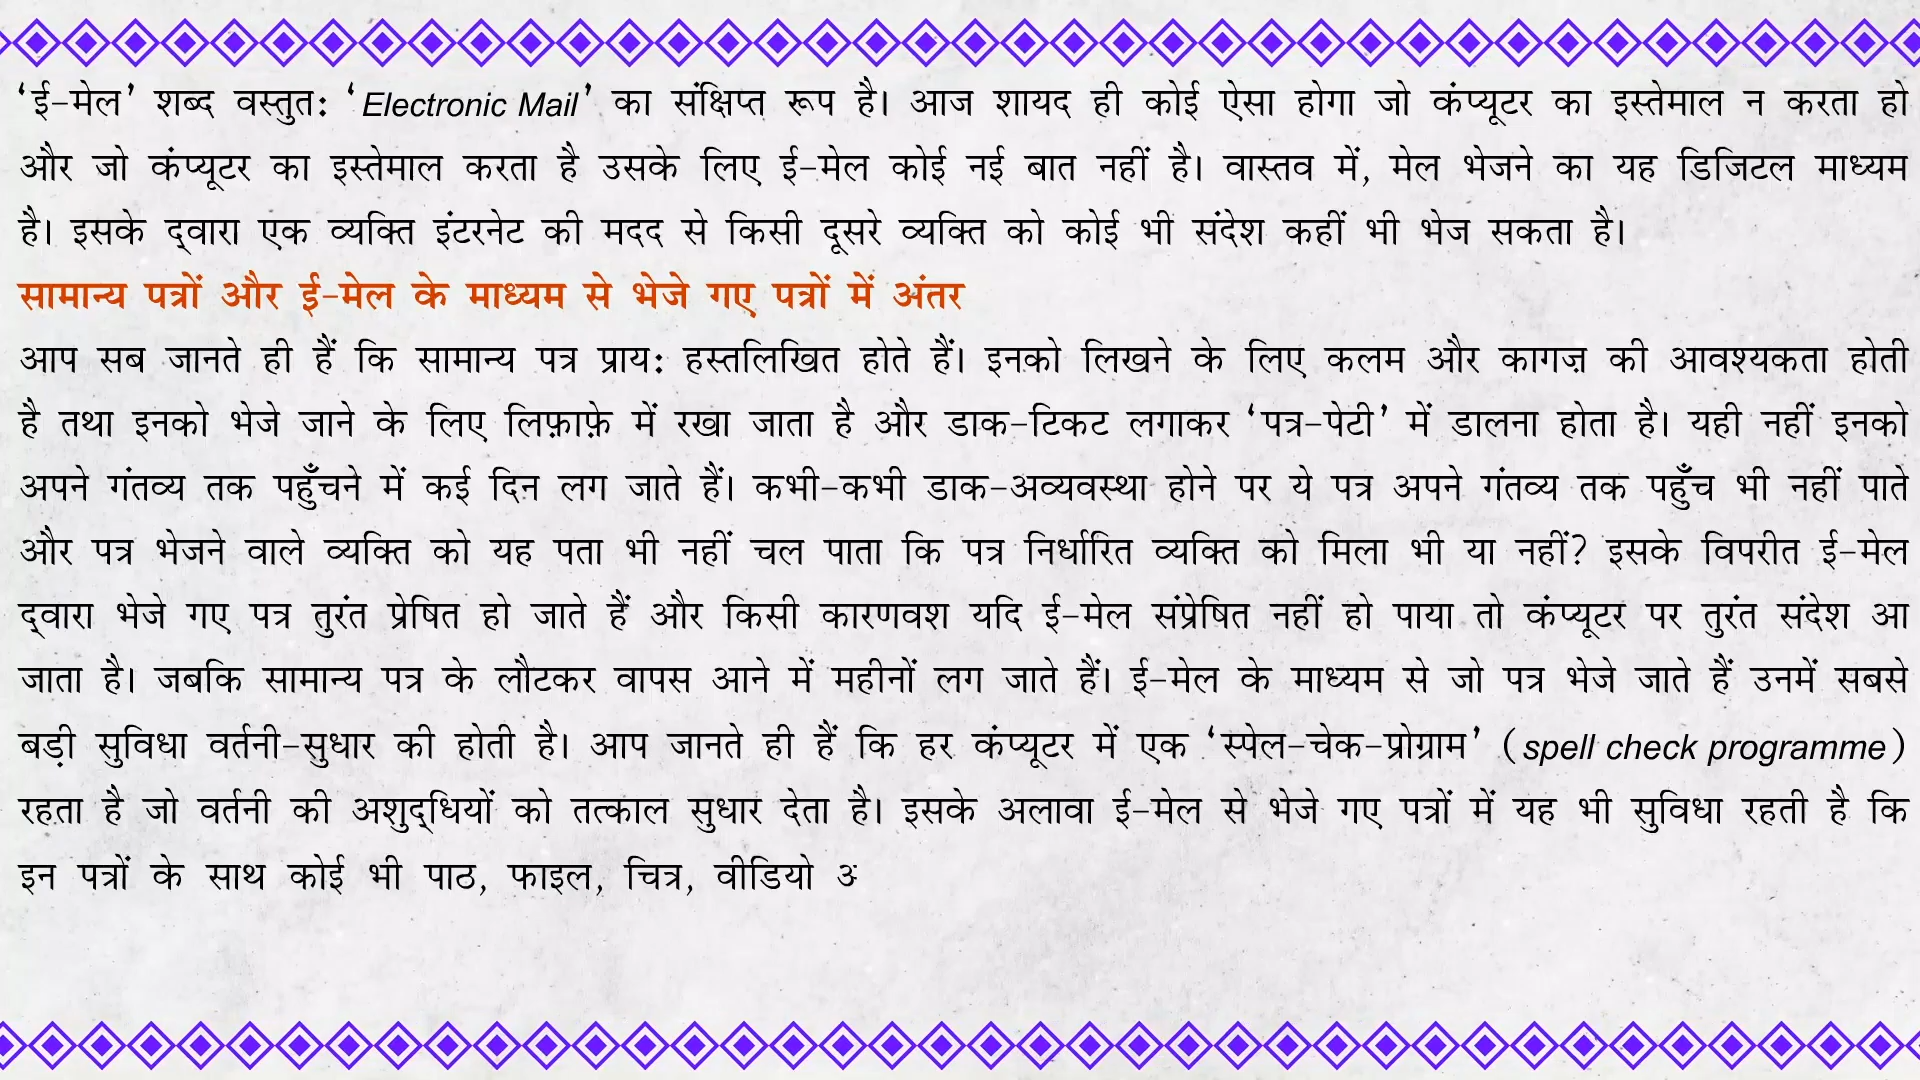 ‘ई-मेल’ शब्द वस्तुतः ‘Electronic Mail’ का संक्षिप्त रूप है। आज शायद ही कोई ऐसा होगा जो कंप्यूटर का इस्तेमाल न करता हो
और जो कंप्यूटर का इस्तेमाल करता है उसके लिए ई-मेल कोई नई बात नहीं है। वास्तव में, मेल भेजने का यह डिजिटल माध्यम
है। इसके द्‌वारा एक व्यक्ति इंटरनेट की मदद से किसी दूसरे व्यक्ति को कोई भी संदेश कहीं भी भेज सकता है।
सामान्य पत्रों और ई-मेल के माध्यम से भेजे गए पत्रों में अंतर
आप सब जानते ही हैं कि सामान्य पत्र प्रायः हस्तलिखित होते हैं। इनको लिखने के लिए कलम और कागज़ की आवश्यकता होती
है तथा इनको भेजे जाने के लिए लिफ़ाफ़े में रखा जाता है और डाक-टिकट लगाकर ‘पत्र-पेटी’ में डालना होता है। यही नहीं इनको
अपने गंतव्य तक पहुँचने में कई दिन लग जाते हैं। कभी-कभी डाक-अव्यवस्था होने पर ये पत्र अपने गंतव्य तक पहुँच भी नहीं पाते
और पत्र भेजने वाले व्यक्ति को यह पता भी नहीं चल पाता कि पत्र निर्धारित व्यक्ति को मिला भी या नहीं? इसके विपरीत ई-मेल
द्‌वारा भेजे गए पत्र तुरंत प्रेषित हो जाते हैं और किसी कारणवश यदि ई-मेल संप्रेषित नहीं हो पाया तो कंप्यूटर पर तुरंत संदेश आ
जाता है। जबकि सामान्य पत्र के लौटकर वापस आने में महीनों लग जाते हैं। ई-मेल के माध्यम से जो पत्र भेजे जाते हैं उनमें सबसे
बड़ी सुविधा वर्तनी-सुधार की होती है। आप जानते ही हैं कि हर कंप्यूटर में एक ‘स्पेल-चेक-प्रोग्राम’ (spell check programme)
रहता है जो वर्तनी की अशुद्‌धियों को तत्काल सुधार देता है। इसके अलावा ई-मेल से भेजे गए पत्रों में यह भी सुविधा रहती है कि
इन पत्रों के साथ कोई भी पाठ, फाइल, चित्र, वीडियो